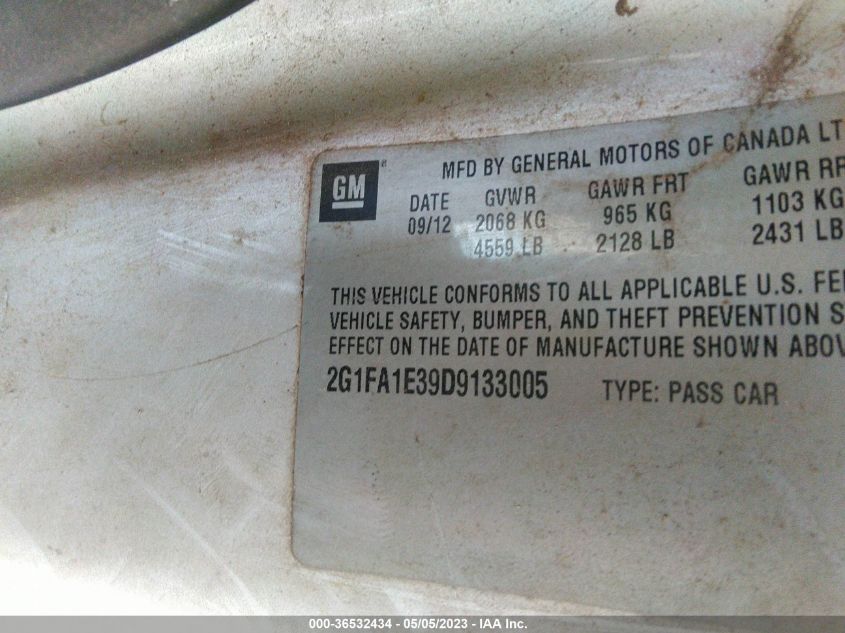 GM ®
MFD BY GENERAL MOTORS OF CANADA LT
DATE GVWR GAWR FRT GAWR RR
09/12 2068 KG 965 KG 1103 KG
4559 LB 2128 LB 2431 LB
THIS VEHICLE CONFORMS TO ALL APPLICABLE U.S. FE
VEHICLE SAFETY, BUMPER, AND THEFT PREVENTION S
EFFECT ON THE DATE OF MANUFACTURE SHOWN ABOV
2G1FA1E39D9133005 TYPE: PASS CAR
000-36532434 - 05/05/2023 - IAA Inc.